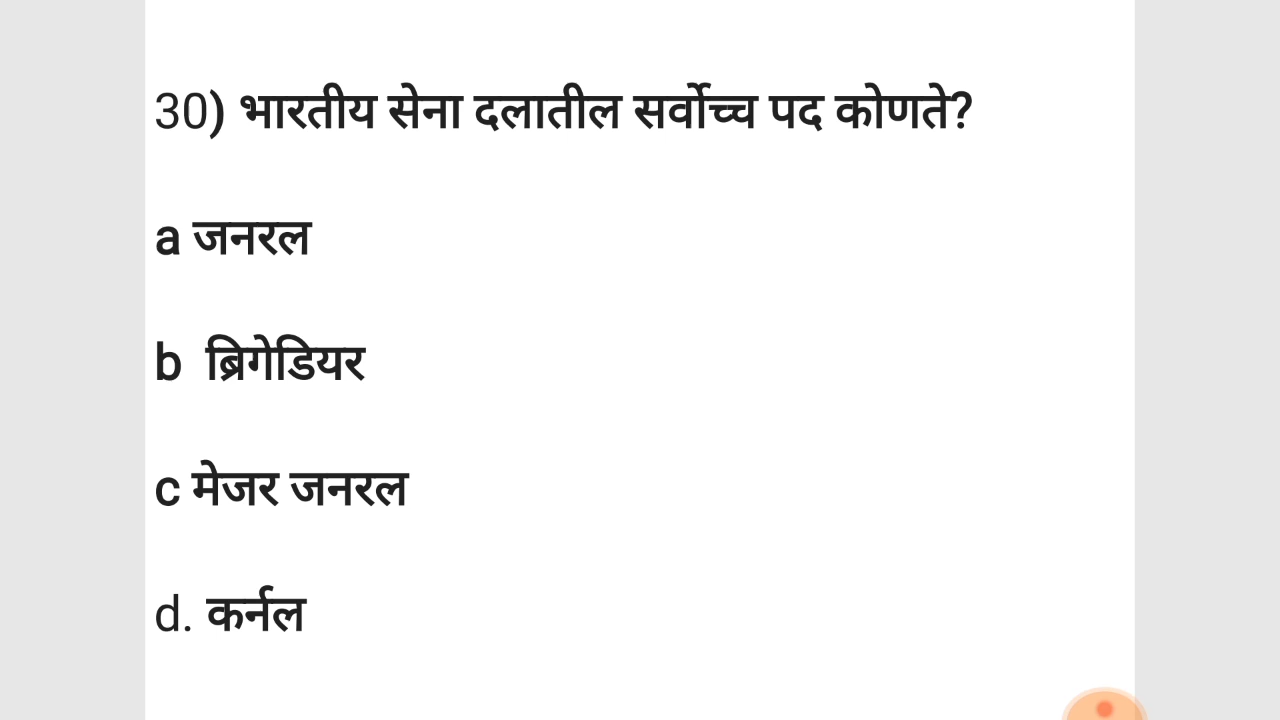 30) भारतीय सेना दलातील सर्वोच्च पद कोणते?
a जनरल
b ब्रिगेडियर
c मेजर जनरल
d. कर्नल